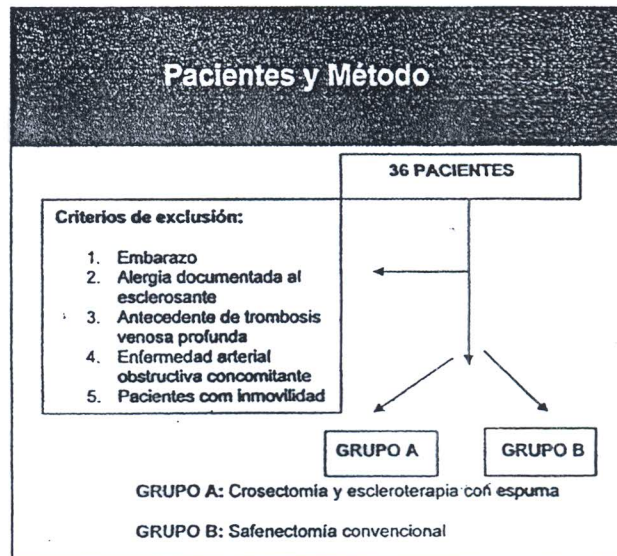 Pacientes y Método
36 PACIENTES
Criterios de exclusión:
1. Embarazo
2. Alergia documentada al
esclerosante
3. Antecedente de trombosis
venosa profunda
4. Enfermedad arterial
obstructiva concomitante
5. Pacientes com inmovilidad
GRUPO A
GRUPO B
GRUPO A: Crosectomía y escleroterapia con espuma
GRUPO B: Safenectomía convencional